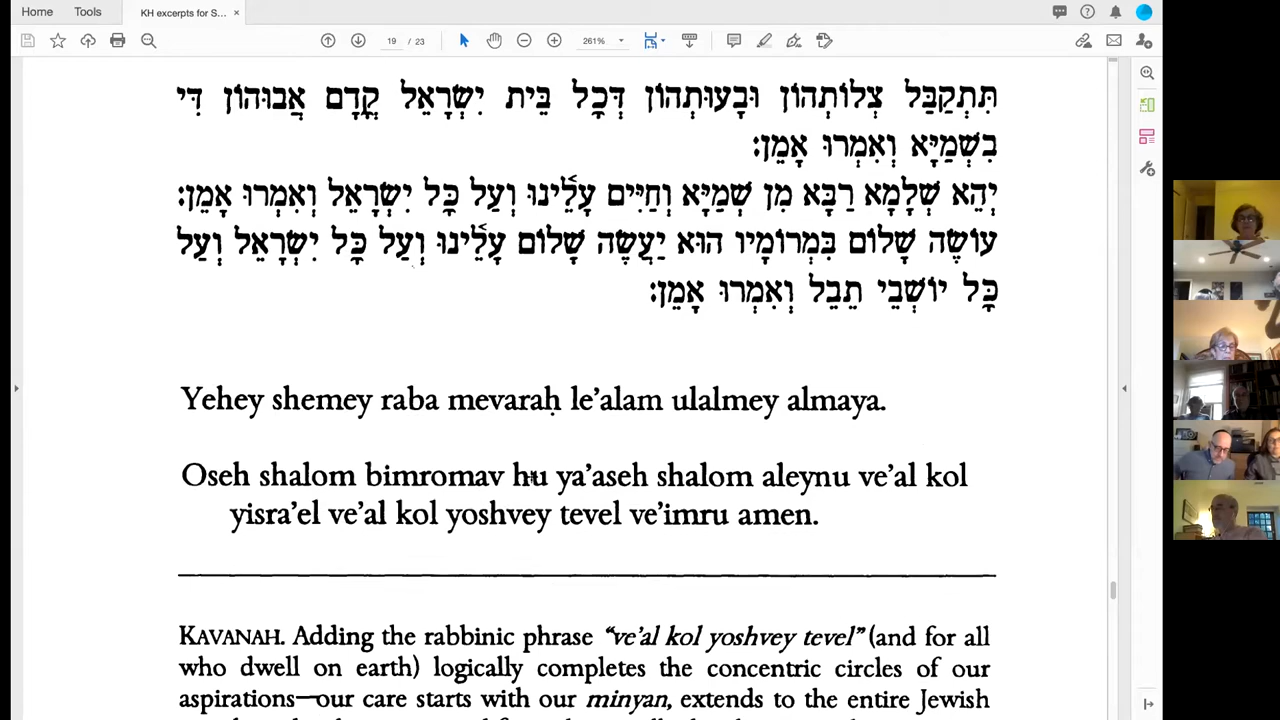 Home Tools KH excerpts for S... ×
19 / 23 261%
תִּתְקַבַּל צְלוֹתְהוֹן וּבָעוּתְהוֹן דְּכָל בֵּית יִשְׂרָאֵל קֳדָם אֲבוּהוֹן דִּי
בִשְׁמַיָּא וְאִמְרוּ אָמֵן׃
יְהֵא שְׁלָמָא רַבָּא מִן שְׁמַיָּא וְחַיִּים עָלֵ֫ינוּ וְעַל כָּל יִשְׂרָאֵל וְאִמְרוּ אָמֵן׃
עוֹשֶׂה שָׁלוֹם בִּמְרוֹמָיו הוּא יַעֲשֶׂה שָׁלוֹם עָלֵ֫ינוּ וְעַל כָּל יִשְׂרָאֵל וְעַל
כָּל יוֹשְׁבֵי תֵבֵל וְאִמְרוּ אָמֵן׃
Yehey shemey raba mevaraḥ le'alam ulalmey almaya.
Oseh shalom bimromav hu ya'aseh shalom aleynu ve'al kol
yisra'el ve'al kol yoshvey tevel ve'imru amen.
KAVANAH. Adding the rabbinic phrase "ve'al kol yoshvey tevel" (and for all
who dwell on earth) logically completes the concentric circles of our
aspirations—our care starts with our minyan, extends to the entire Jewish